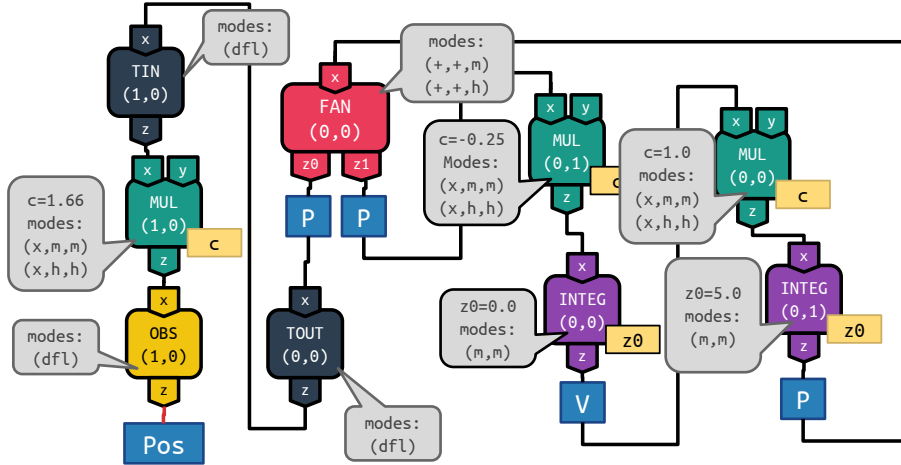 x
TIN
(1,0)
z
modes:
(dfl)
x
y
MUL
(1,0)
z
c
c=1.66
modes:
(x,m,m)
(x,h,h)
x
OBS
(1,0)
z
modes:
(dfl)
Pos
x
FAN
(0,0)
z0
z1
modes:
(+,+,m)
(+,+,h)
P
P
x
TOUT
(0,0)
z
modes:
(dfl)
c=-0.25
Modes:
(x,m,m)
(x,h,h)
x
y
MUL
(0,1)
z
c
x
INTEG
(0,0)
z
z0
z0=0.0
modes:
(m,m)
V
c=1.0
modes:
(x,m,m)
(x,h,h)
x
y
MUL
(0,0)
z
c
x
INTEG
(0,1)
z
z0
z0=5.0
modes:
(m,m)
P